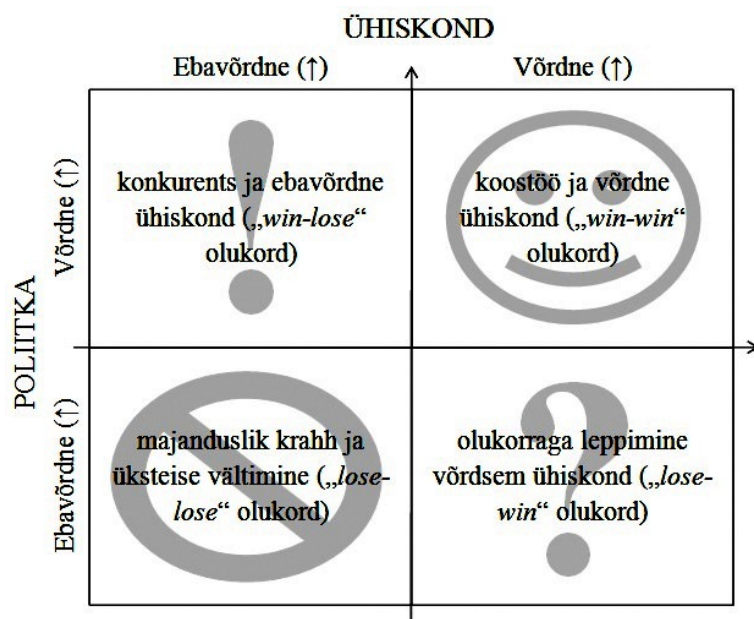 ÜHISKOND
Ebavõrdne (↑)
Võrdne (↑)
POLIITKA
Võrdne (↑)
konkurents ja ebavõrdne
ühiskond („win-lose“
olukord)
koostöö ja võrdne
ühiskond („win-win“
olukord)
Ebavõrdne (↑)
majanduslik krahh ja
üksteise vältimine („lose-
lose“ olukord)
olukorraga leppimine
võrdsem ühiskond („lose-
win“ olukord)